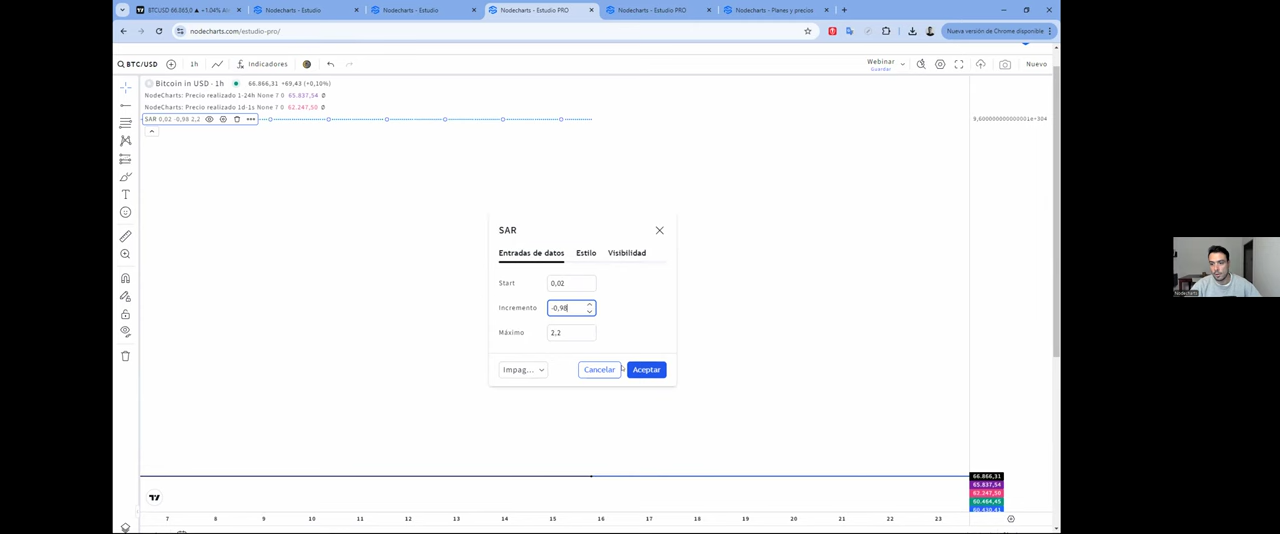 BTCUSD 66.065,0 ▲ +1.04%
Nodecharts - Estudio
Nodecharts - Estudio
Nodecharts - Estudio PRO
Nodecharts - Estudio PRO
Nodecharts - Planes y precios
nodecharts.com/estudio-pro/
Nueva versión de Chrome disponible
BTC/USD
1h
Indicadores
Webinar
Guardar
Nuevo
Bitcoin in USD · 1h
66.866,31 +69,43 (+0,10%)
NodeCharts: Precio realizado 1-24h None 7 0 65.837,54
NodeCharts: Precio realizado 1d-1s None 7 0 62.247,50
SAR 0,02 -0,98 2,2
9,600000000000001e+304
SAR
Entradas de datos
Estilo
Visibilidad
Start
0,02
Incremento
-0,98
Máximo
2,2
Impag...
Cancelar
Aceptar
66.866,31
65.837,54
62.247,50
60.464,45
60.430,41
7 8 9 10 11 12 13 14 15 16 17 18 19 20 21 22 23
Nodecharts